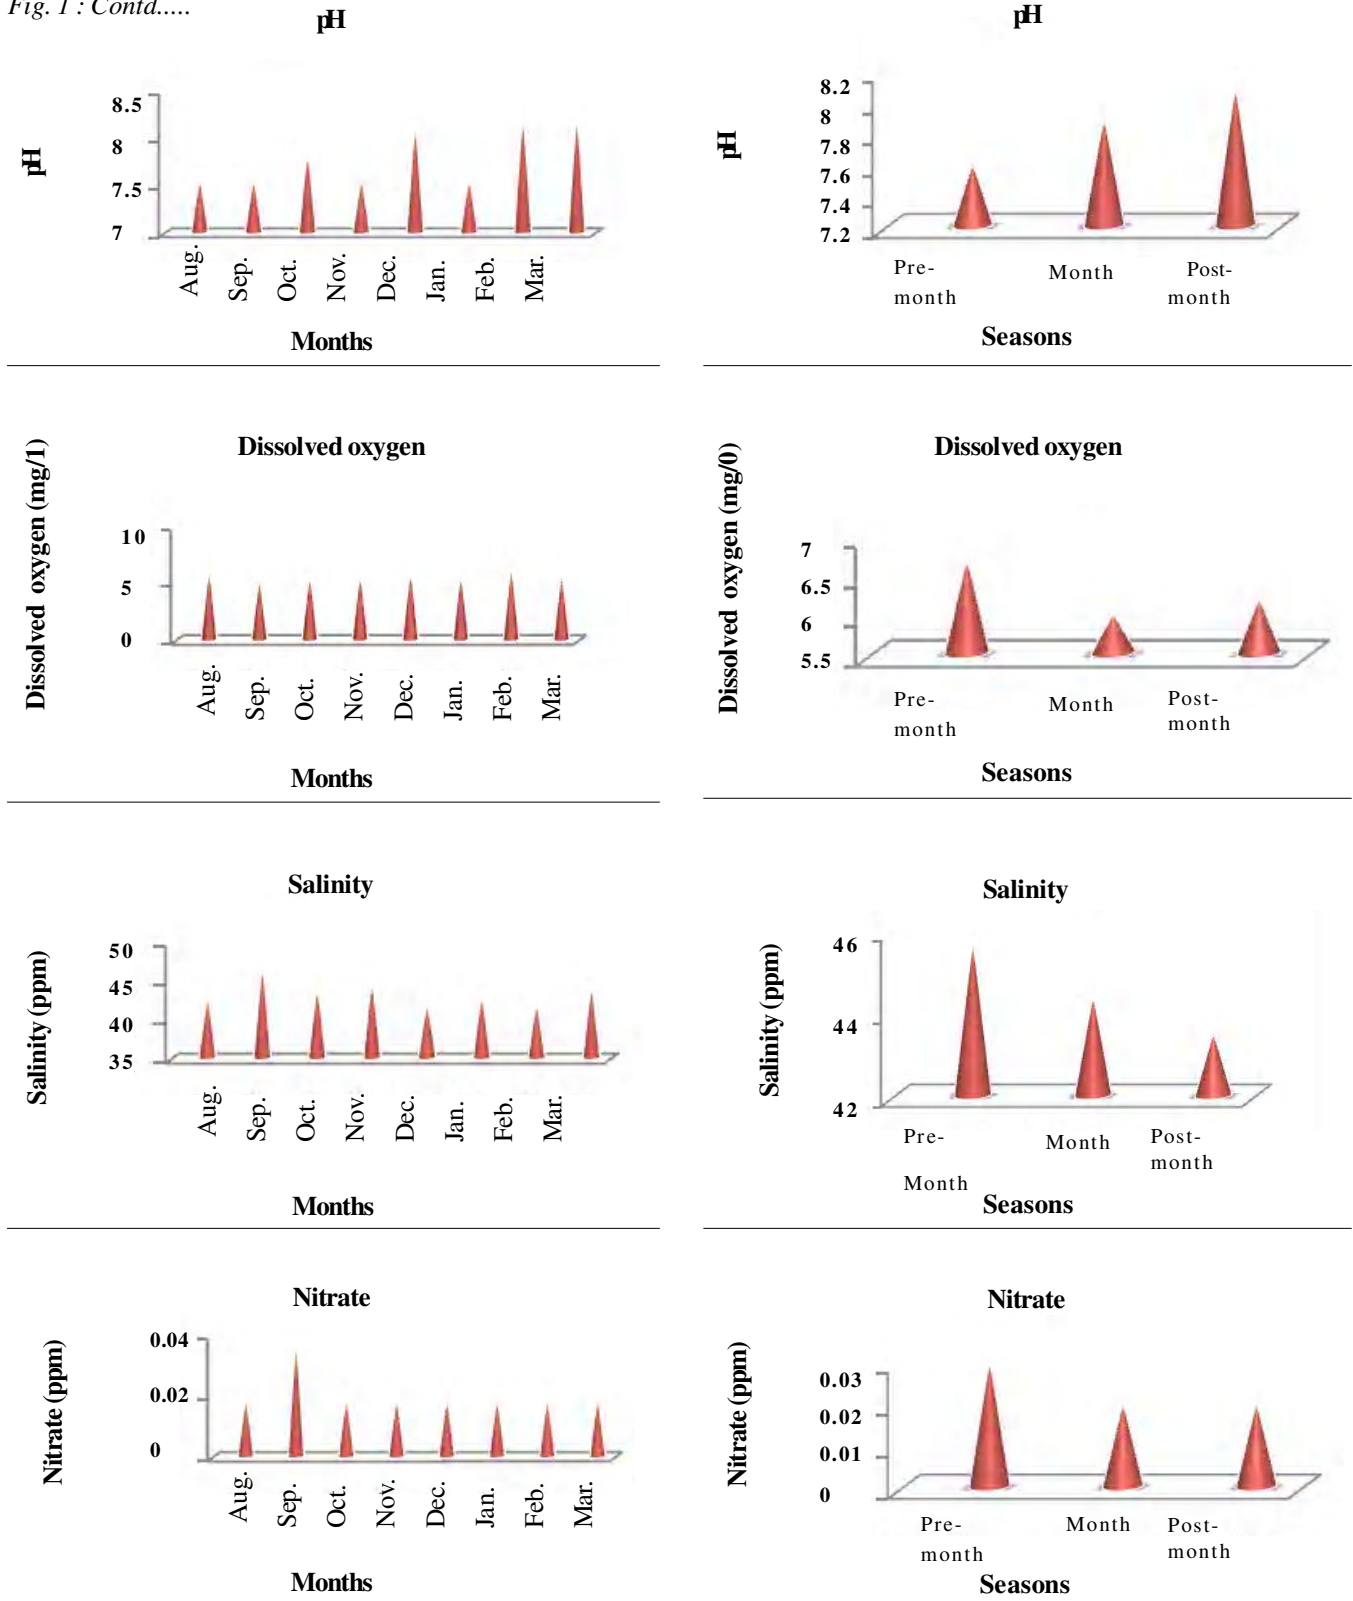 Fig. 1 : Contd.....
pH
pH
8.5
8
7.5
7
Aug.
Sep.
Oct.
Nov.
Dec.
Jan.
Feb.
Mar.
Months
pH
pH
8.2
8
7.8
7.6
7.4
7.2
Pre-
month
Month
Post-
month
Seasons
Dissolved oxygen
Dissolved oxygen (mg/1)
10
5
0
Aug.
Sep.
Oct.
Nov.
Dec.
Jan.
Feb.
Mar.
Months
Dissolved oxygen
Dissolved oxygen (mg/0)
7
6.5
6
5.5
Pre-
month
Month
Post-
month
Seasons
Salinity
Salinity (ppm)
50
45
40
35
Aug.
Sep.
Oct.
Nov.
Dec.
Jan.
Feb.
Mar.
Months
Salinity
Salinity (ppm)
46
44
42
Pre-
Month
Month
Post-
month
Seasons
Nitrate
Nitrate (ppm)
0.04
0.02
0
Aug.
Sep.
Oct.
Nov.
Dec.
Jan.
Feb.
Mar.
Months
Nitrate
Nitrate (ppm)
0.03
0.02
0.01
0
Pre-
month
Month
Post-
month
Seasons